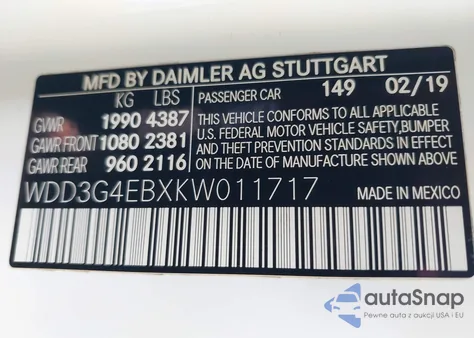 MFD BY DAIMLER AG STUTTGART
KG LBS PASSENGER CAR 149 02/19
GVWR 1990 4387 THIS VEHICLE CONFORMS TO ALL APPLICABLE
GAWR FRONT 1080 2381 U.S. FEDERAL MOTOR VEHICLE SAFETY, BUMPER
AND THEFT PREVENTION STANDARDS IN EFFECT
GAWR REAR 960 2116 ON THE DATE OF MANUFACTURE SHOWN ABOVE
WDD3G4EBXKW011717 MADE IN MEXICO
autaSnap
Pewne auta z aukcji USA i EU